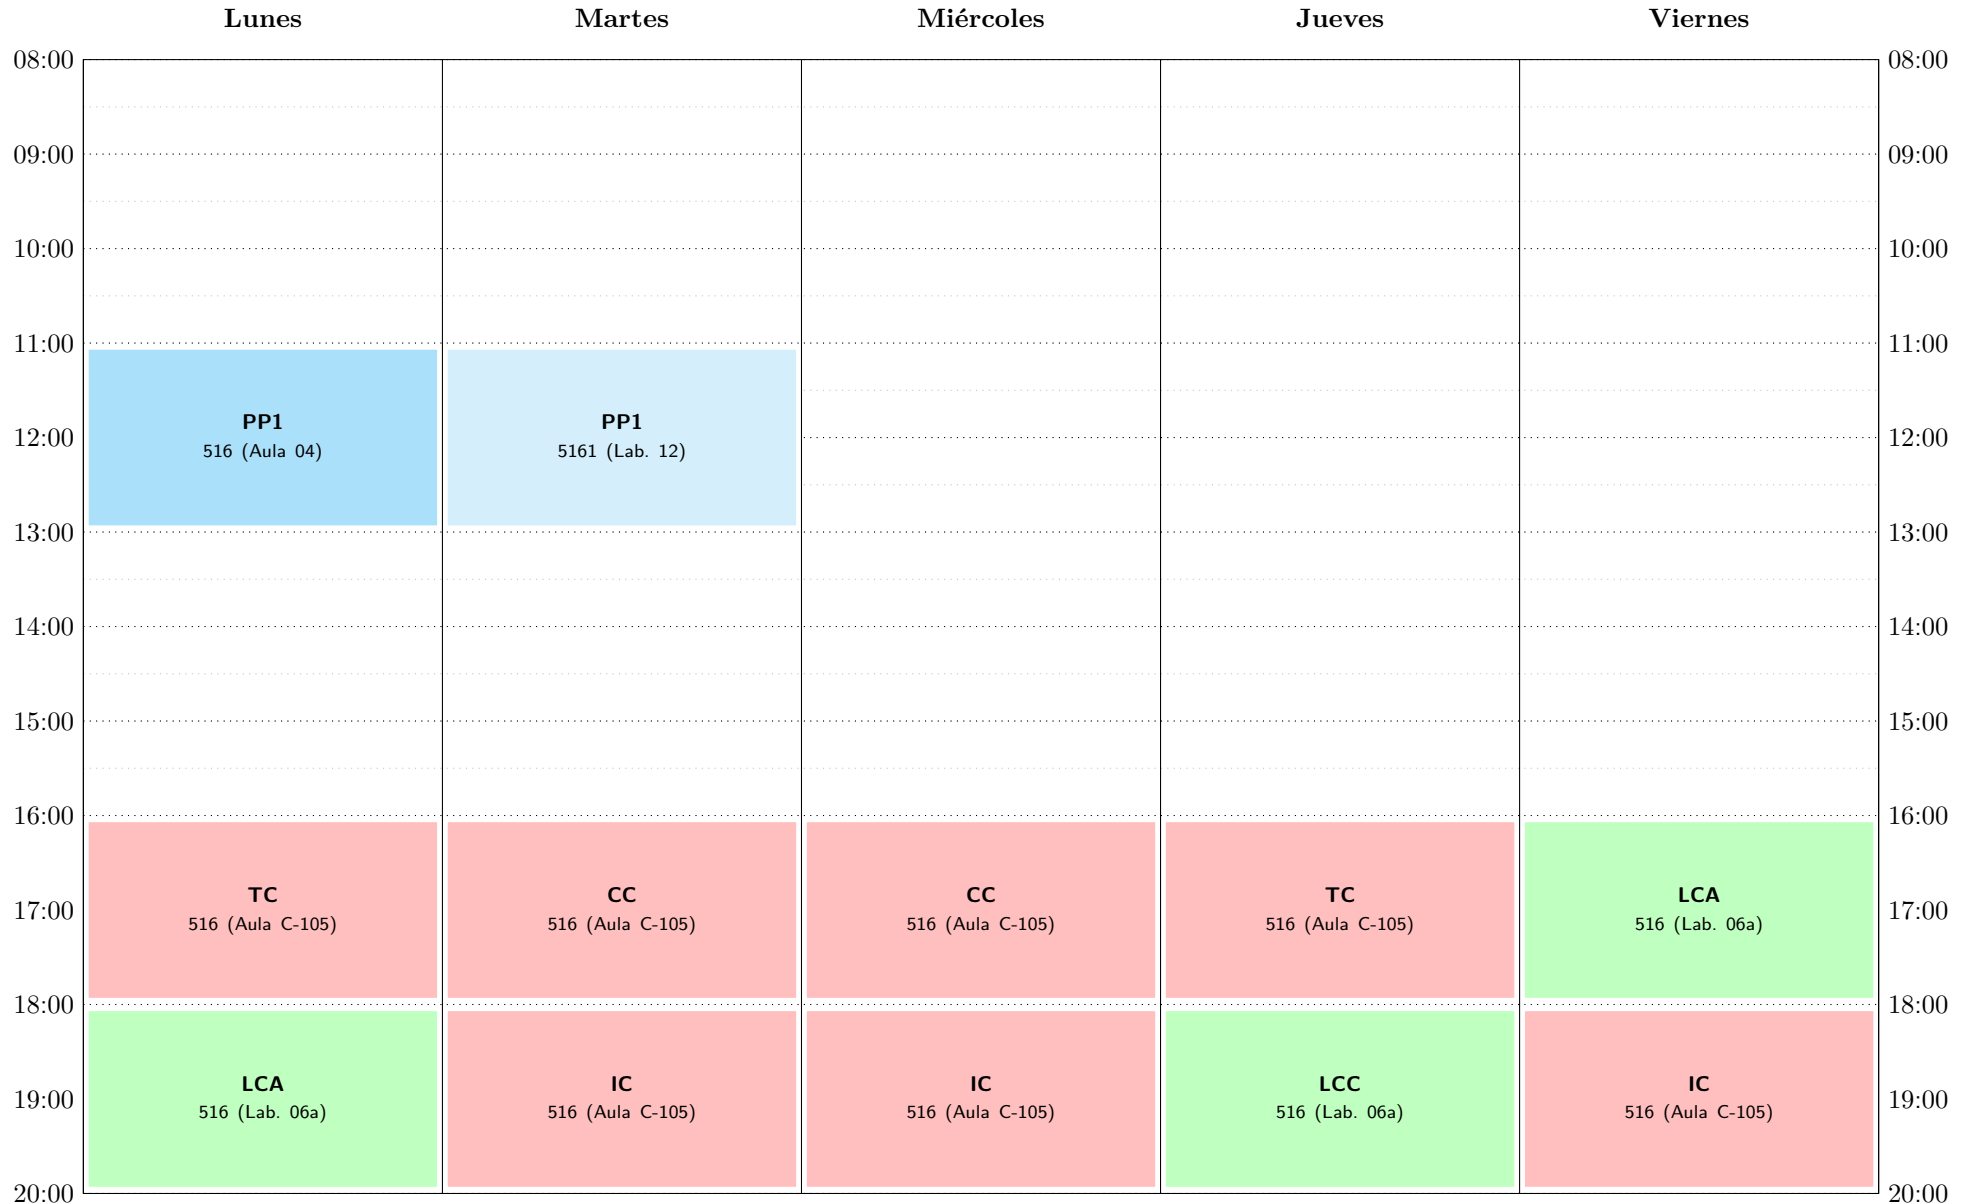 Lunes Martes Miércoles Jueves Viernes
08:00 08:00
09:00 09:00
10:00 10:00
11:00 11:00
PP1 PP1
12:00 12:00
516 (Aula 04) 5161 (Lab. 12)
13:00 13:00
14:00 14:00
15:00 15:00
16:00 16:00
TC CC CC TC LCA
17:00 17:00
516 (Aula C-105) 516 (Aula C-105) 516 (Aula C-105) 516 (Aula C-105) 516 (Lab. 06a)
18:00 18:00
LCA IC IC LCC IC
19:00 19:00
516 (Lab. 06a) 516 (Aula C-105) 516 (Aula C-105) 516 (Lab. 06a) 516 (Aula C-105)
20:00 20:00